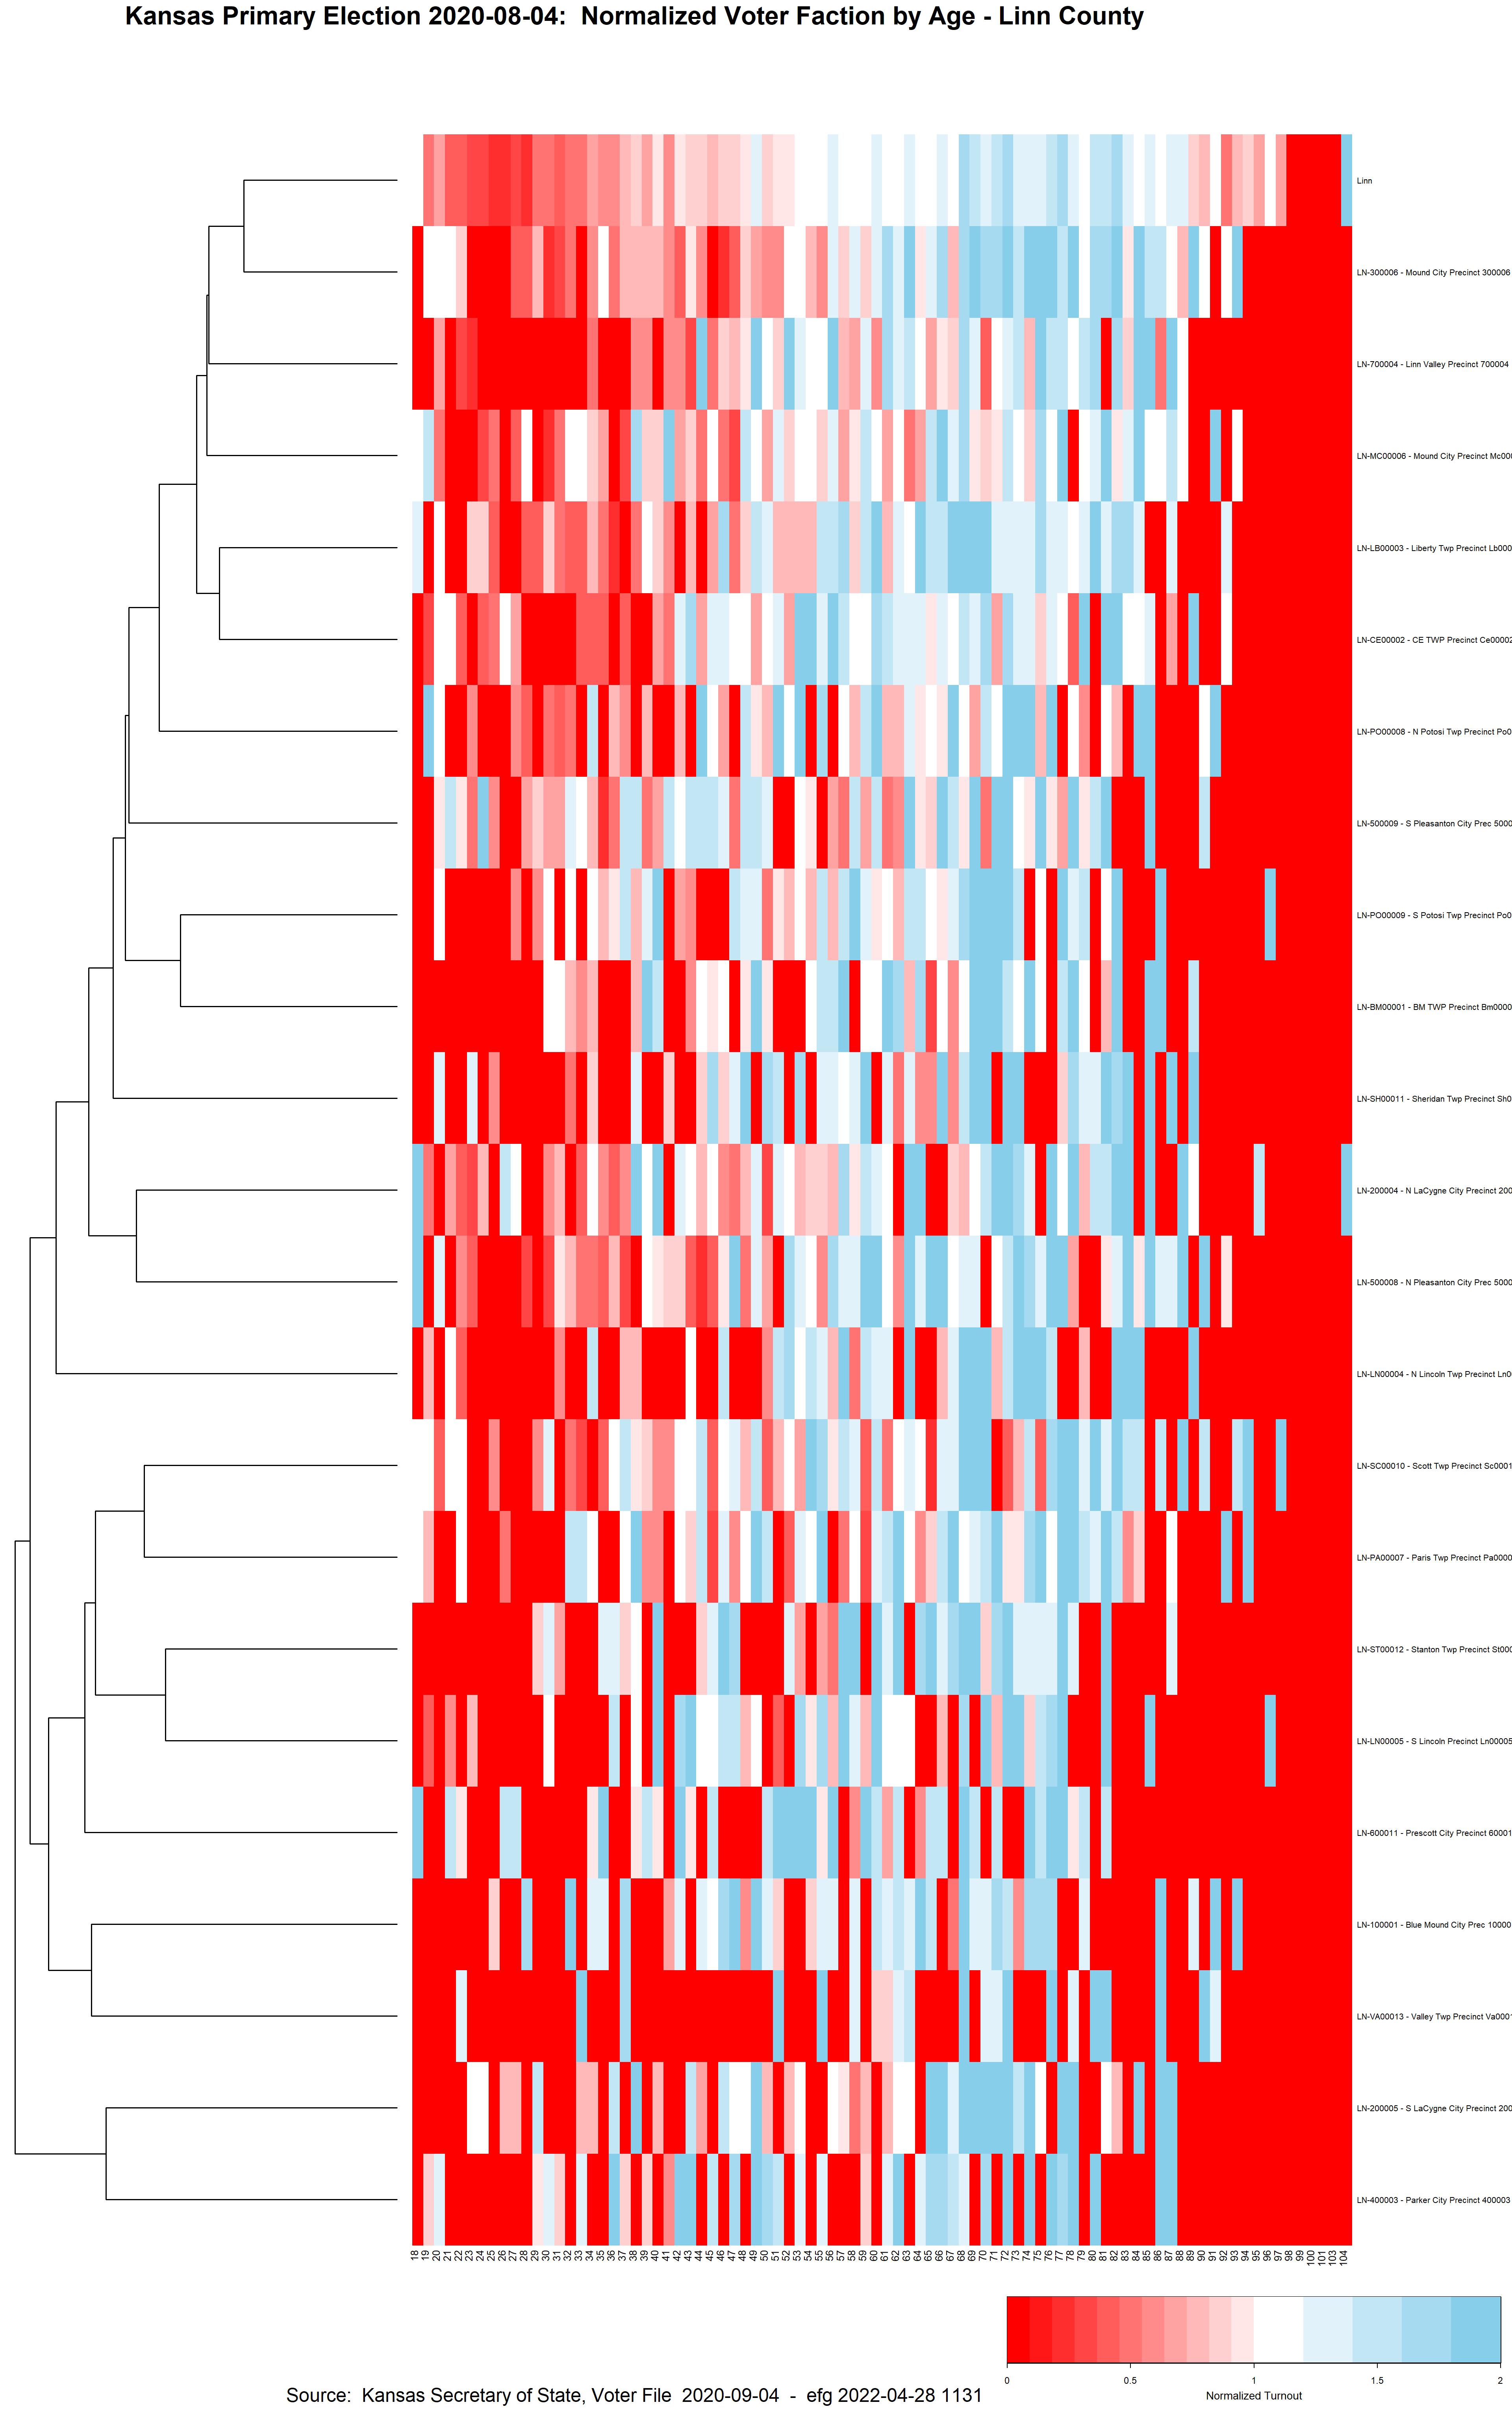 Kansas Primary Election 2020-08-04:  Normalized Voter Faction by Age - Linn County
Linn
LN-300006 - Mound City Precinct 300006
LN-700004 - Linn Valley Precinct 700004
LN-MC00006 - Mound City Precinct Mc000
LN-LB00003 - Liberty Twp Precinct Lb000
LN-CE00002 - CE TWP Precinct Ce00002
LN-PO00008 - N Potosi Twp Precinct Po0
LN-500009 - S Pleasanton City Prec 5000
LN-PO00009 - S Potosi Twp Precinct Po0
LN-BM00001 - BM TWP Precinct Bm0000
LN-SH00011 - Sheridan Twp Precinct Sh0
LN-200004 - N LaCygne City Precinct 200
LN-500008 - N Pleasanton City Prec 5000
LN-LN00004 - N Lincoln Twp Precinct Ln0
LN-SC00010 - Scott Twp Precinct Sc0001
LN-PA00007 - Paris Twp Precinct Pa0000
LN-ST00012 - Stanton Twp Precinct St000
LN-LN00005 - S Lincoln Precinct Ln00005
LN-600011 - Prescott City Precinct 60001
LN-100001 - Blue Mound City Prec 10000
LN-VA00013 - Valley Twp Precinct Va0001
LN-200005 - S LaCygne City Precinct 200
LN-400003 - Parker City Precinct 400003
18 19 20 21 22 23 24 25 26 27 28 29 30 31 32 33 34 35 36 37 38 39 40 41 42 43 44 45 46 47 48 49 50 51 52 53 54 55 56 57 58 59 60 61 62 63 64 65 66 67 68 69 70 71 72 73 74 75 76 77 78 79 80 81 82 83 84 85 86 87 88 89 90 91 92 93 94 95 96 97 98 99 100 101 103 104
0 0.5 1 1.5 2
Normalized Turnout
Source:  Kansas Secretary of State, Voter File  2020-09-04  -  efg 2022-04-28 1131